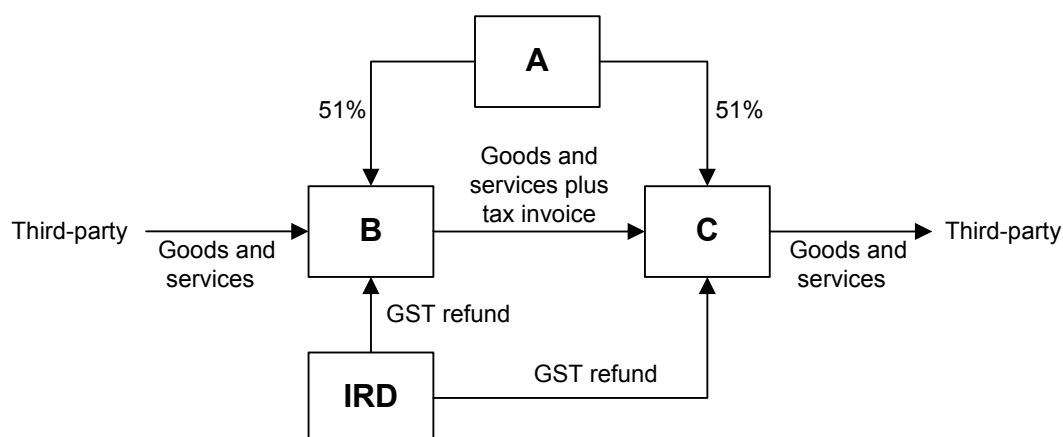 A
51%
51%
Goods and
services plus
tax invoice
Third-party
B
C
Third-party
Goods and
services
Goods and
services
GST refund
IRD
GST refund